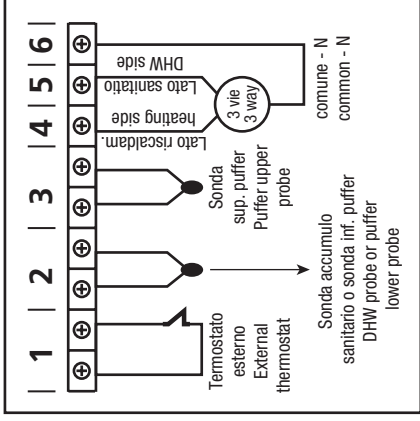 1 2 3 4 5 6
Termostato
esterno
External
thermostat
Sonda accumulo
sanitario o sonda inf. puffer
DHW probe or puffer
lower probe
Sonda
sup. puffer
Puffer upper
probe
Lato riscaldam.
heating side
Lato sanitatio
DHW side
3 vie
3 way
comune - N
common - N